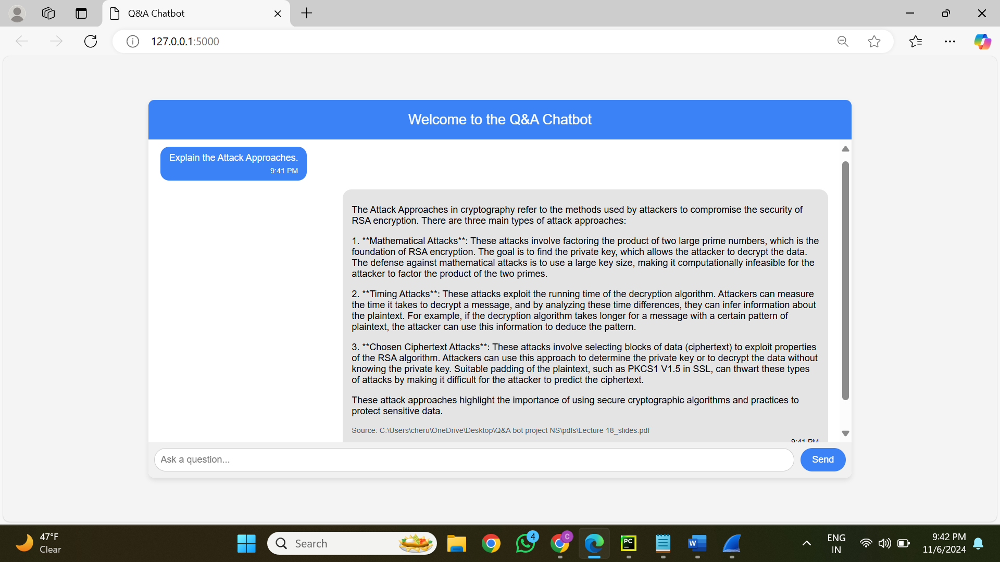 Q&A Chatbot
127.0.0.1:5000
Welcome to the Q&A Chatbot
Explain the Attack Approaches.
9:41 PM
The Attack Approaches in cryptography refer to the methods used by attackers to compromise the security of
RSA encryption. There are three main types of attack approaches:
1. **Mathematical Attacks**: These attacks involve factoring the product of two large prime numbers, which is the
foundation of RSA encryption. The goal is to find the private key, which allows the attacker to decrypt the data.
The defense against mathematical attacks is to use a large key size, making it computationally infeasible for the
attacker to factor the product of the two primes.
2. **Timing Attacks**: These attacks exploit the running time of the decryption algorithm. Attackers can measure
the time it takes to decrypt a message, and by analyzing these time differences, they can infer information about
the plaintext. For example, if the decryption algorithm takes longer for a message with a certain pattern of
plaintext, the attacker can use this information to deduce the pattern.
3. **Chosen Ciphertext Attacks**: These attacks involve selecting blocks of data (ciphertext) to exploit properties
of the RSA algorithm. Attackers can use this approach to determine the private key or to decrypt the data without
knowing the private key. Suitable padding of the plaintext, such as PKCS1 V1.5 in SSL, can thwart these types
of attacks by making it difficult for the attacker to predict the ciphertext.
These attack approaches highlight the importance of using secure cryptographic algorithms and practices to
protect sensitive data.
Source: C:\Users\cheru\OneDrive\Desktop\Q&A bot project NS\pdfs\Lecture 18_slides.pdf
9:41 PM
Ask a question...
Send
47°F
Clear
Search
4
C
PC
W
ENG
IN
9:42 PM
11/6/2024